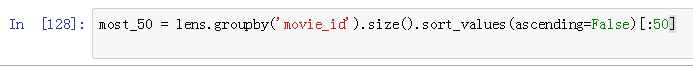 In [128]: most_50 = lens.groupby('movie_id').size().sort_values(ascending=False)[:50]